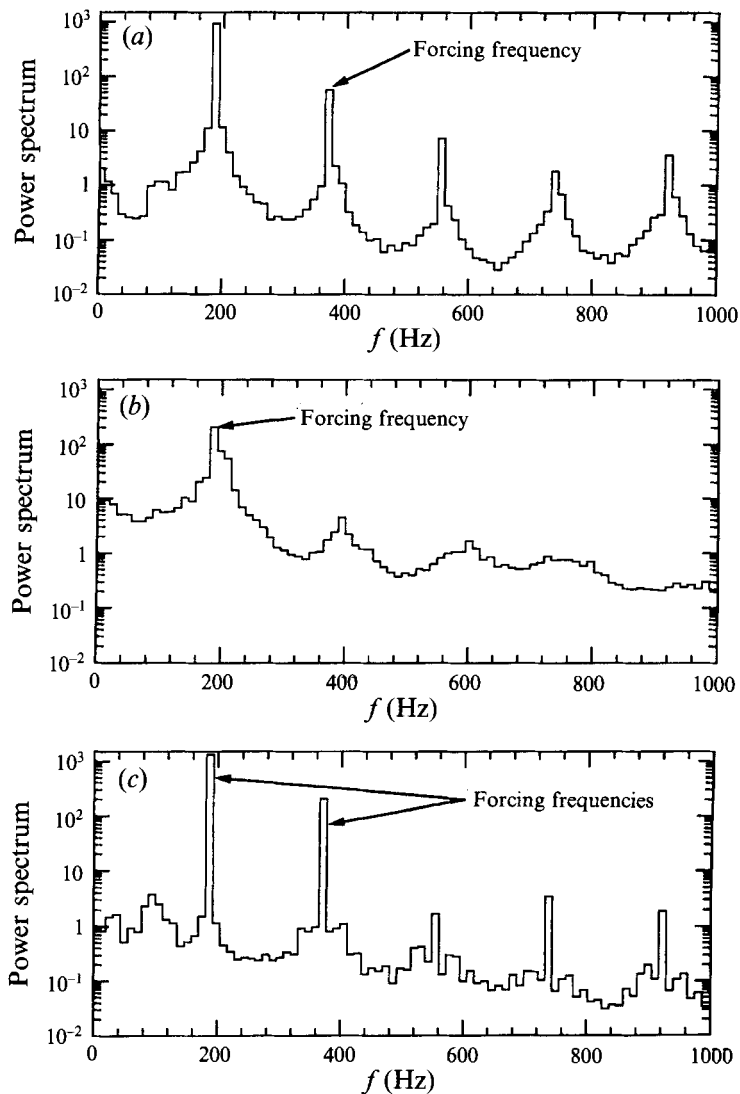 (a)
Forcing frequency
Power spectrum
10³
10²
10
1
10⁻¹
10⁻²
0 200 400 600 800 1000
f (Hz)
(b)
Forcing frequency
Power spectrum
10³
10²
10
1
10⁻¹
10⁻²
0 200 400 600 800 1000
f (Hz)
(c)
Forcing frequencies
Power spectrum
10³
10²
10
1
10⁻¹
10⁻²
0 200 400 600 800 1000
f (Hz)